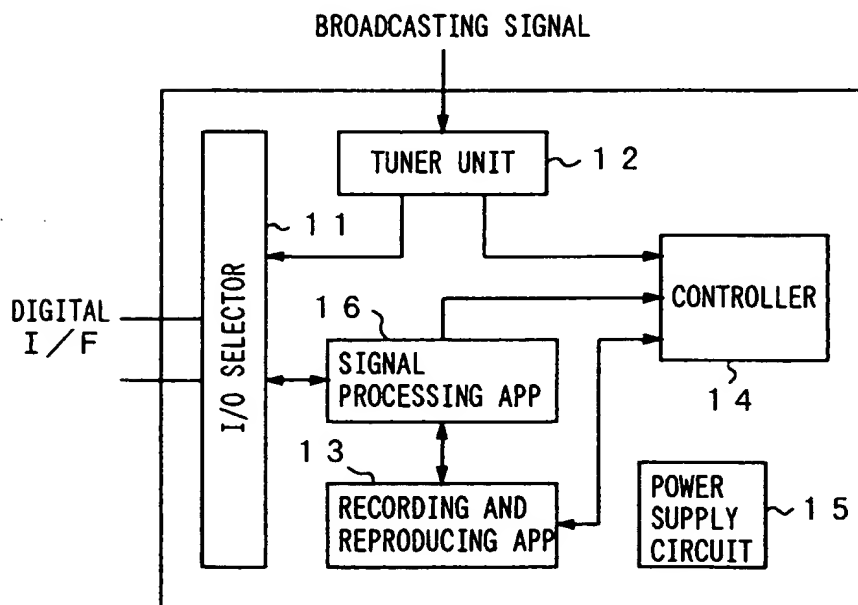 BROADCASTING SIGNAL
TUNER UNIT
12
11
I/O SELECTOR
CONTROLLER
14
DIGITAL
I/F
16
SIGNAL
PROCESSING APP
13
RECORDING AND
REPRODUCING APP
POWER
SUPPLY
CIRCUIT
15